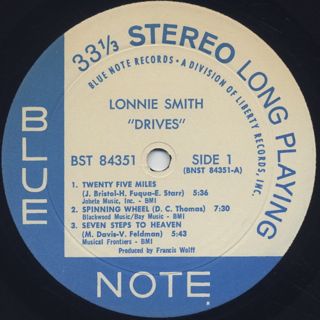 33⅓ STEREO LONG PLAYING
BLUE NOTE RECORDS • A DIVISION OF LIBERTY RECORDS, INC.
LONNIE SMITH
"DRIVES"
BST 84351 SIDE 1
(BNST 84351-A)
1. TWENTY FIVE MILES
(J. Bristol-H. Fuqua-E. Starr) 5:36
Jobete Music, Inc. - BMI
2. SPINNING WHEEL (D. C. Thomas) 7:30
Blackwood Music/Bay Music - BMI
3. SEVEN STEPS TO HEAVEN
(M. Davis-V. Feldman) 5:43
Musical Frontiers - BMI
Produced by Francis Wolff
BLUE
NOTE